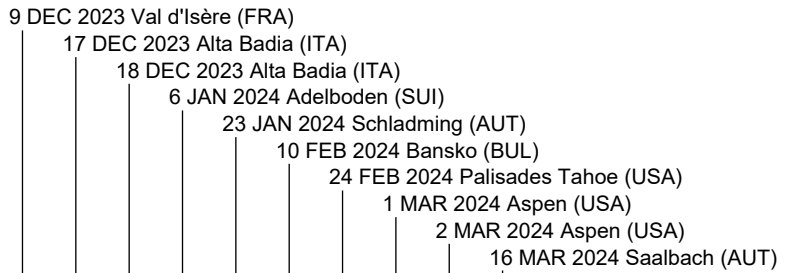 9 DEC 2023 Val d'Isère (FRA)
17 DEC 2023 Alta Badia (ITA)
18 DEC 2023 Alta Badia (ITA)
6 JAN 2024 Adelboden (SUI)
23 JAN 2024 Schladming (AUT)
10 FEB 2024 Bansko (BUL)
24 FEB 2024 Palisades Tahoe (USA)
1 MAR 2024 Aspen (USA)
2 MAR 2024 Aspen (USA)
16 MAR 2024 Saalbach (AUT)